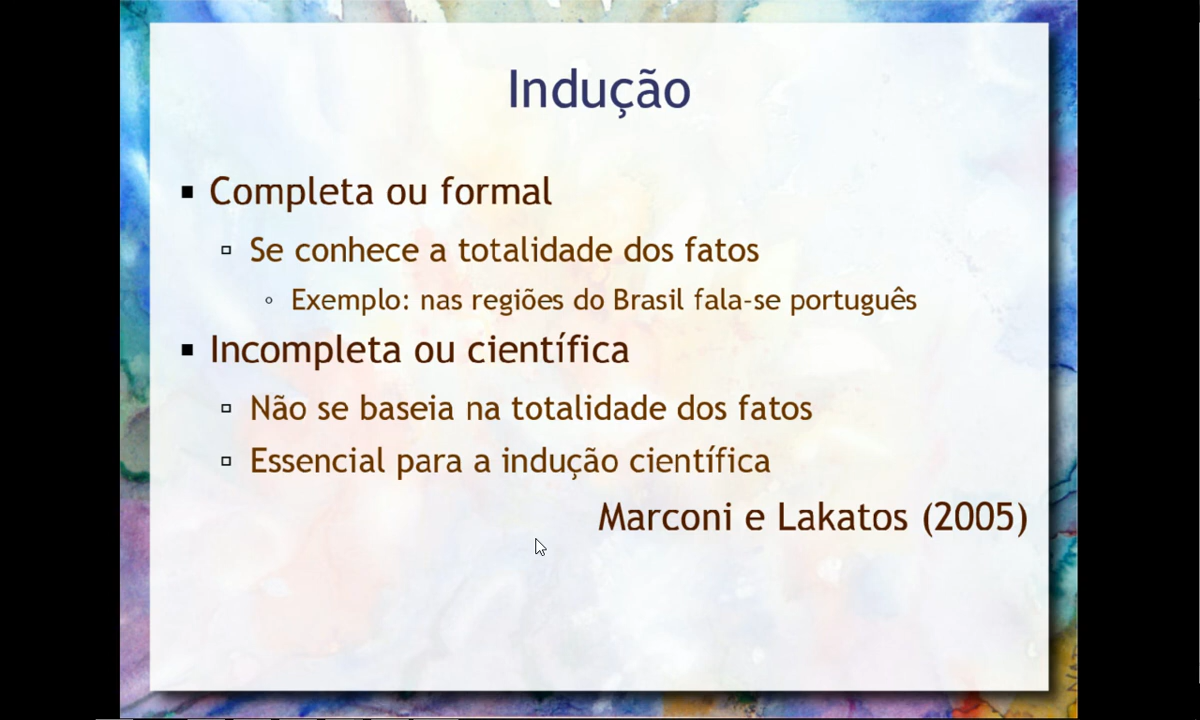 Indução
Completa ou formal
Se conhece a totalidade dos fatos
Exemplo: nas regiões do Brasil fala-se português
Incompleta ou científica
Não se baseia na totalidade dos fatos
Essencial para a indução científica
Marconi e Lakatos (2005)